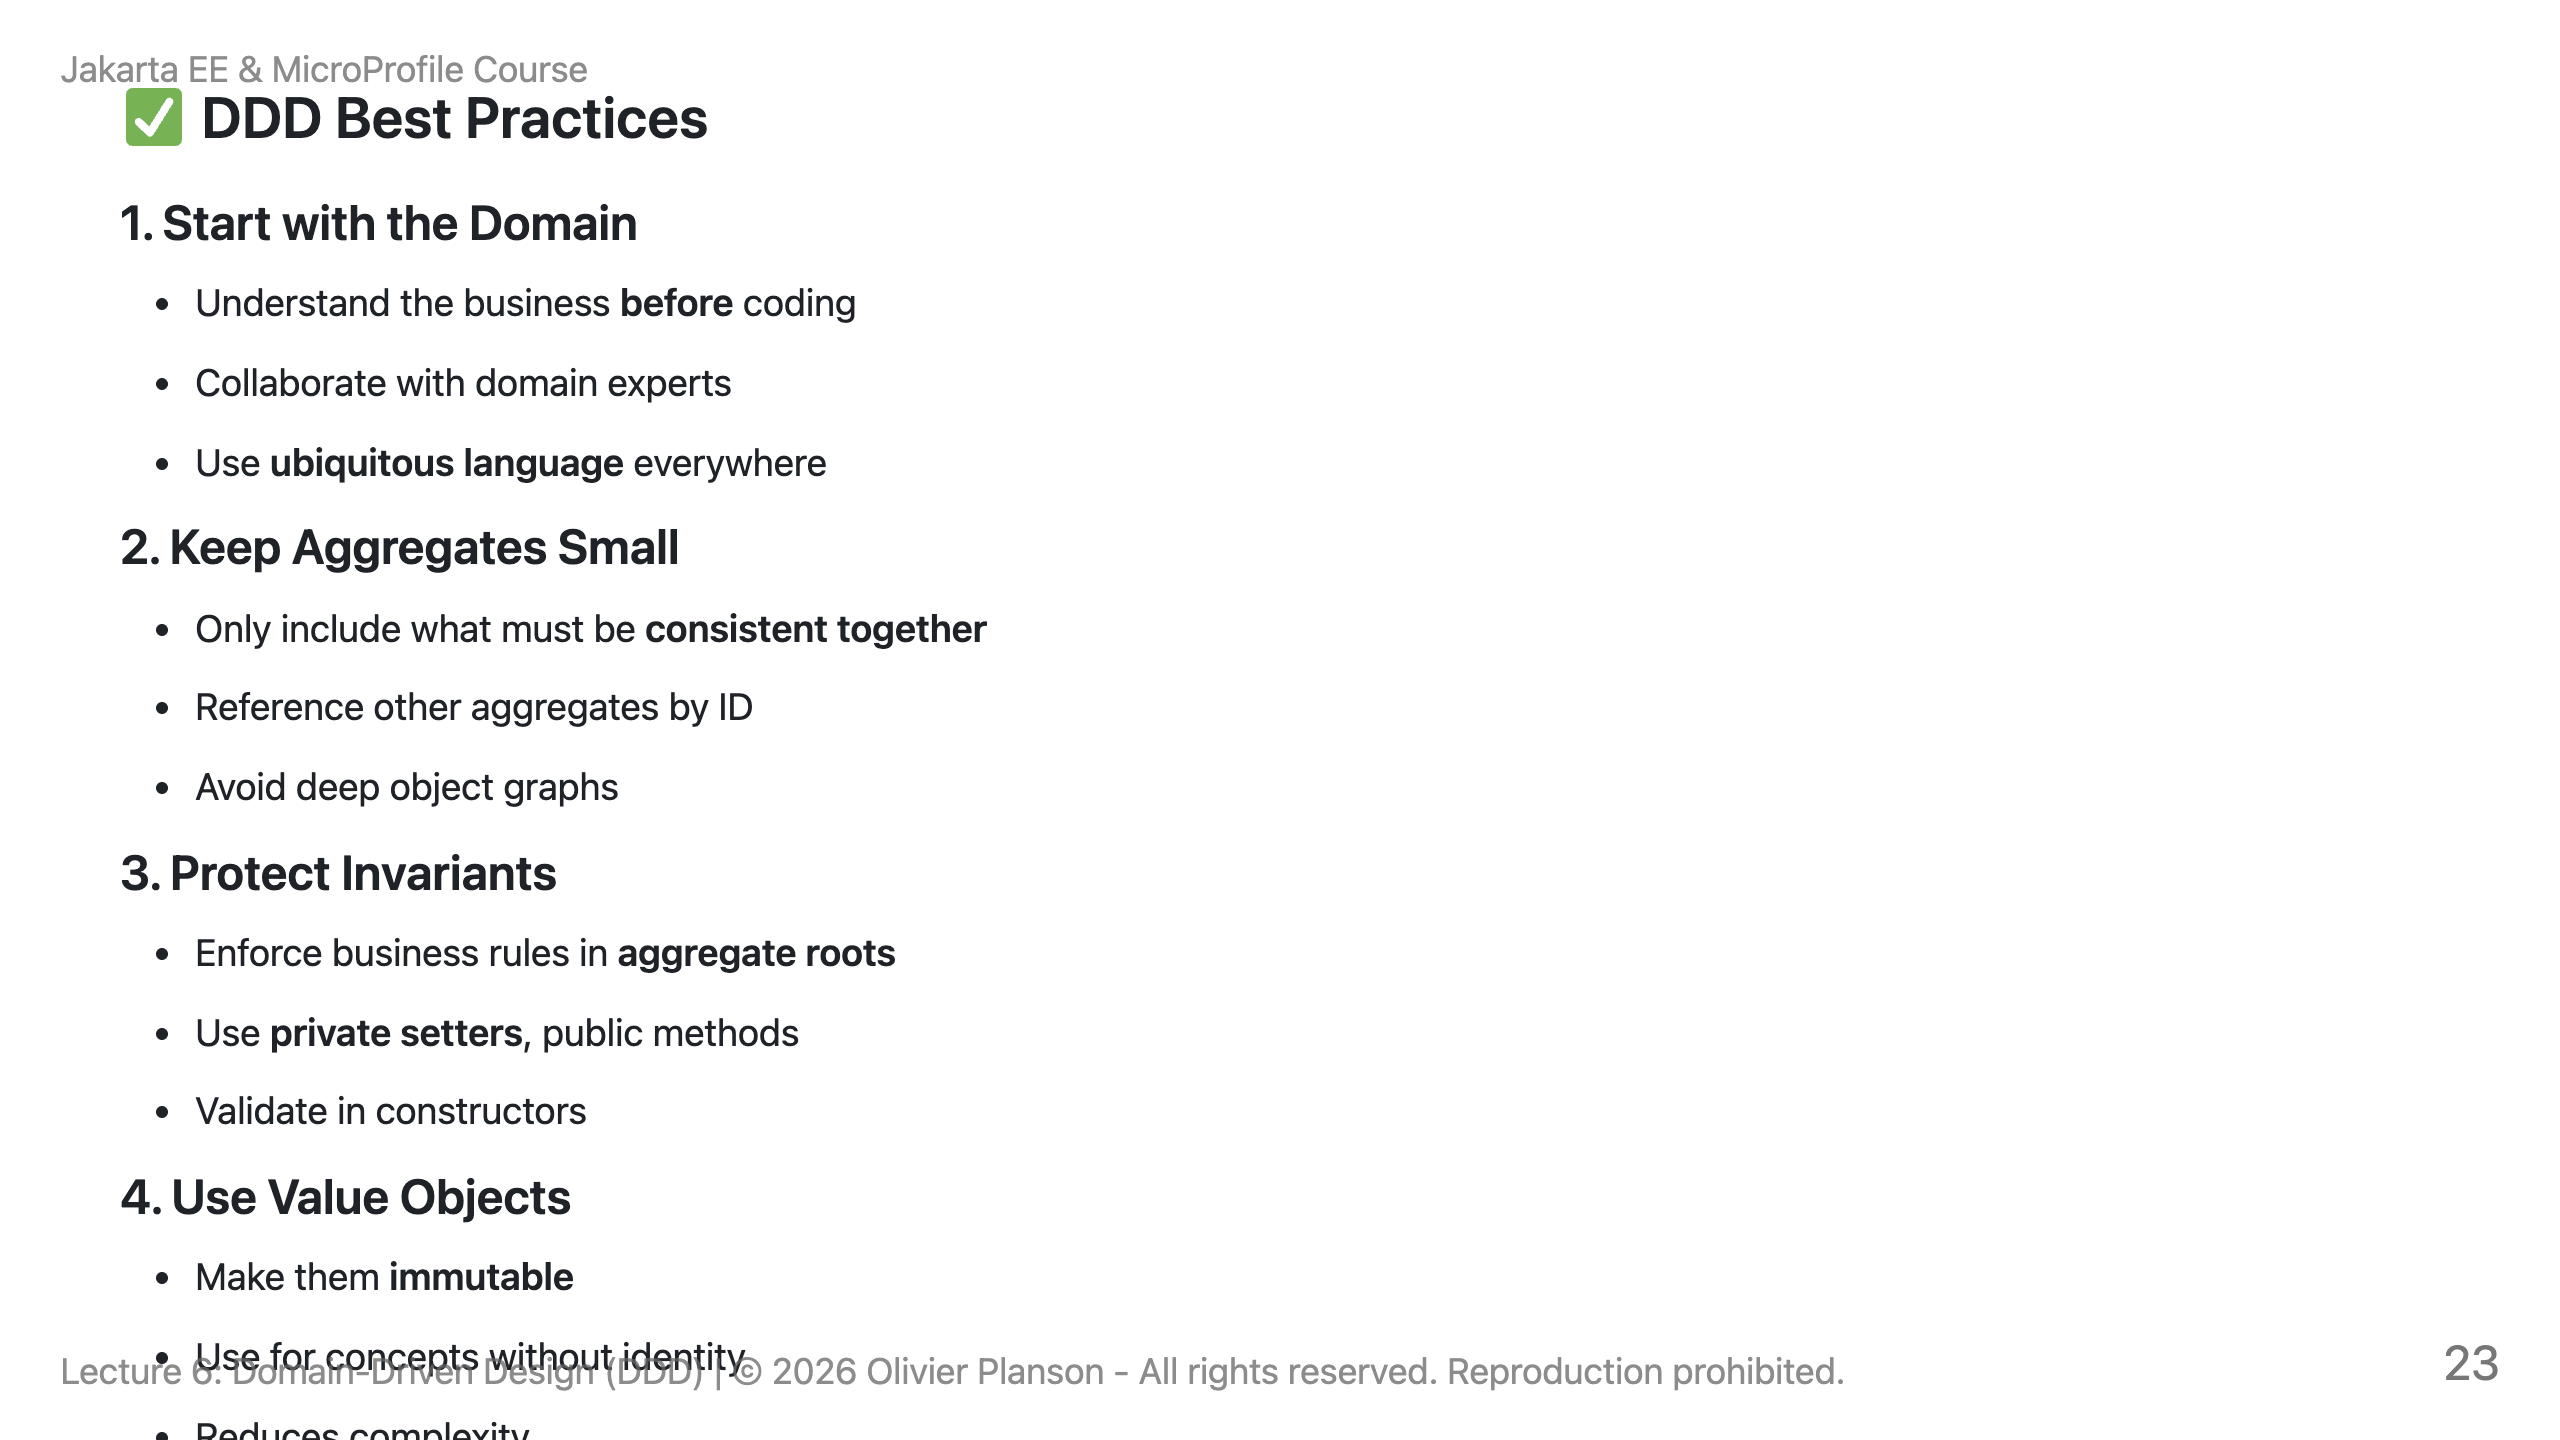 Jakarta EE & MicroProfile Course
✅ DDD Best Practices
1. Start with the Domain
• Understand the business before coding
• Collaborate with domain experts
• Use ubiquitous language everywhere
2. Keep Aggregates Small
• Only include what must be consistent together
• Reference other aggregates by ID
• Avoid deep object graphs
3. Protect Invariants
• Enforce business rules in aggregate roots
• Use private setters, public methods
• Validate in constructors
4. Use Value Objects
• Make them immutable
• Use for concepts without identity
Lecture 6: Domain-Driven Design (DDD) | © 2026 Olivier Planson - All rights reserved. Reproduction prohibited.
23
• Reduces complexity